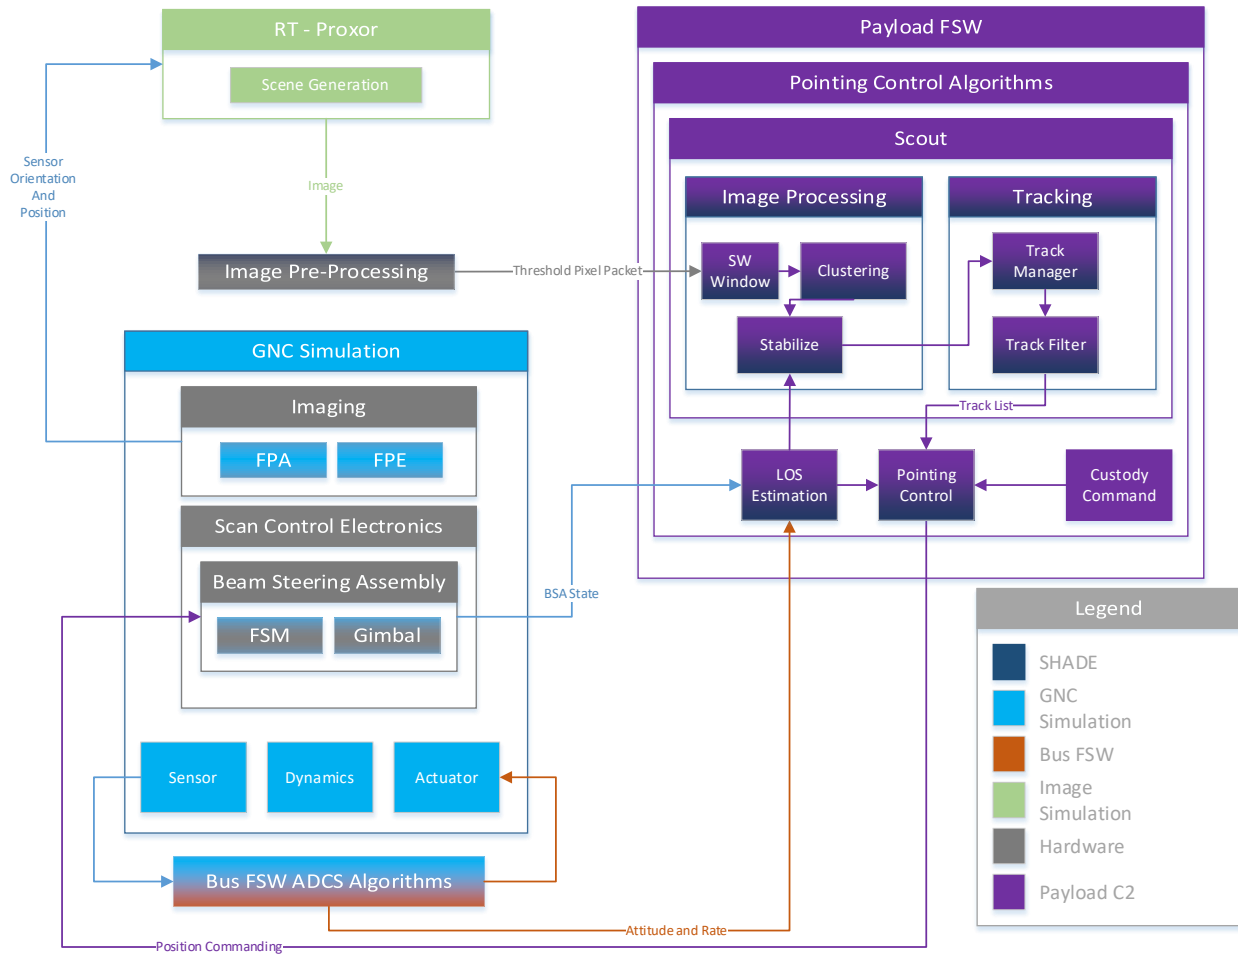 RT - Proxor
Scene Generation
Sensor
Orientation
And
Position
Image
Image Pre-Processing
Threshold Pixel Packet
Payload FSW
Pointing Control Algorithms
Scout
Image Processing
SW
Window
Clustering
Stabilize
Tracking
Track
Manager
Track Filter
Track List
LOS
Estimation
Pointing
Control
Custody
Command
GNC Simulation
Imaging
FPA
FPE
Scan Control Electronics
Beam Steering Assembly
FSM
Gimbal
BSA State
Sensor
Dynamics
Actuator
Bus FSW ADCS Algorithms
Attitude and Rate
Position Commanding
Legend
SHADE
GNC
Simulation
Bus FSW
Image
Simulation
Hardware
Payload C2